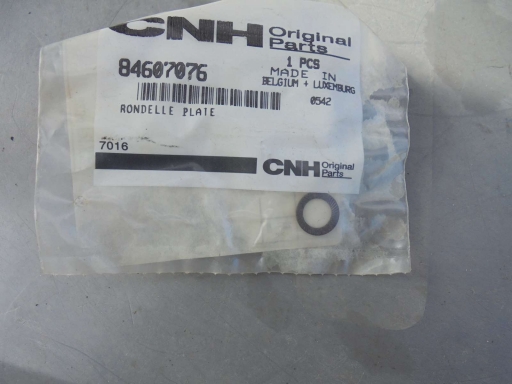 CNH Original Parts
84607076
1 PCS
MADE IN
BELGIUM + LUXEMBURG
0542
RONDELLE PLATE
7016
CNH Original Parts